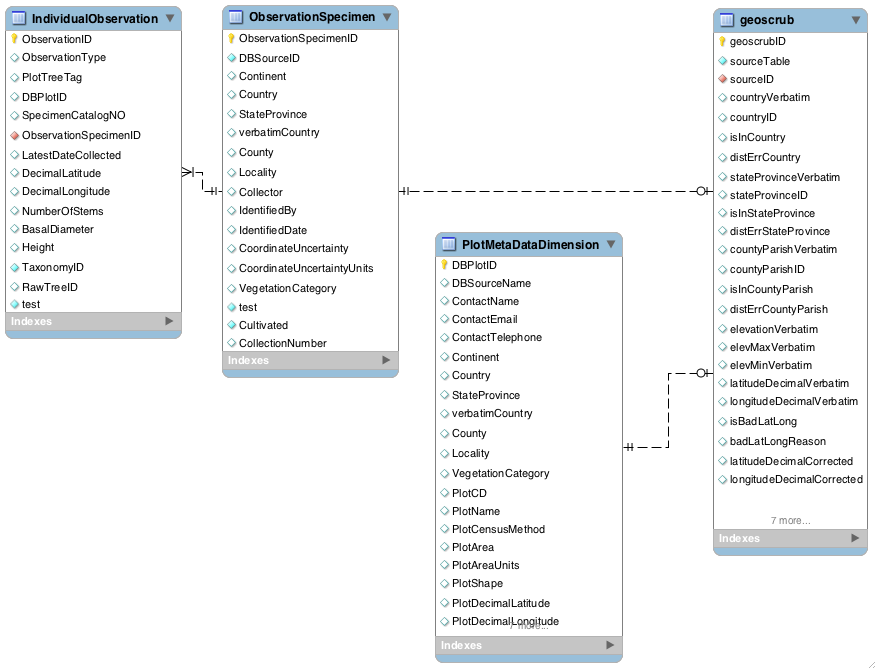 IndividualObservation
ObservationID
ObservationType
PlotTreeTag
DBPlotID
SpecimenCatalogNO
ObservationSpecimenID
LatestDateCollected
DecimalLatitude
DecimalLongitude
NumberOfStems
BasalDiameter
Height
TaxonomyID
RawTreeID
test
Indexes
ObservationSpecimen
ObservationSpecimenID
DBSourceID
Continent
Country
StateProvince
verbatimCountry
County
Locality
Collector
IdentifiedBy
IdentifiedDate
CoordinateUncertainty
CoordinateUncertaintyUnits
VegetationCategory
test
Cultivated
CollectionNumber
Indexes
PlotMetaDataDimension
DBPlotID
DBSourceName
ContactName
ContactEmail
ContactTelephone
Continent
Country
StateProvince
verbatimCountry
County
Locality
VegetationCategory
PlotCD
PlotName
PlotCensusMethod
PlotArea
PlotAreaUnits
PlotShape
PlotDecimalLatitude
PlotDecimalLongitude
7 more...
Indexes
geoscrub
geoscrubID
sourceTable
sourceID
countryVerbatim
countryID
isInCountry
distErrCountry
stateProvinceVerbatim
stateProvinceID
isInStateProvince
distErrStateProvince
countyParishVerbatim
countyParishID
isInCountyParish
distErrCountyParish
elevationVerbatim
elevMaxVerbatim
elevMinVerbatim
latitudeDecimalVerbatim
longitudeDecimalVerbatim
isBadLatLong
badLatLongReason
latitudeDecimalCorrected
longitudeDecimalCorrected
7 more...
Indexes